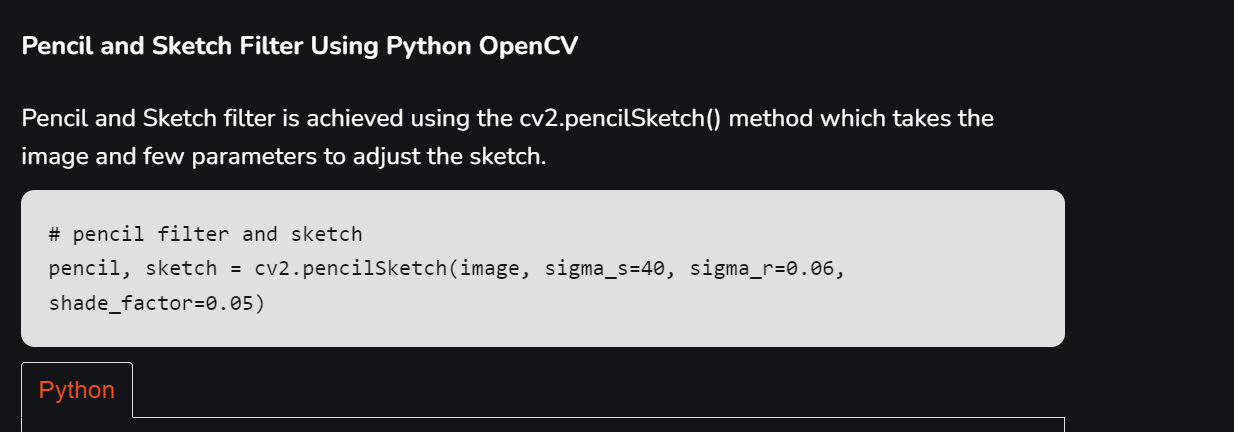 Pencil and Sketch Filter Using Python OpenCV
Pencil and Sketch filter is achieved using the cv2.pencilSketch() method which takes the
image and few parameters to adjust the sketch.
# pencil filter and sketch
pencil, sketch = cv2.pencilSketch(image, sigma_s=40, sigma_r=0.06,
shade_factor=0.05)
Python